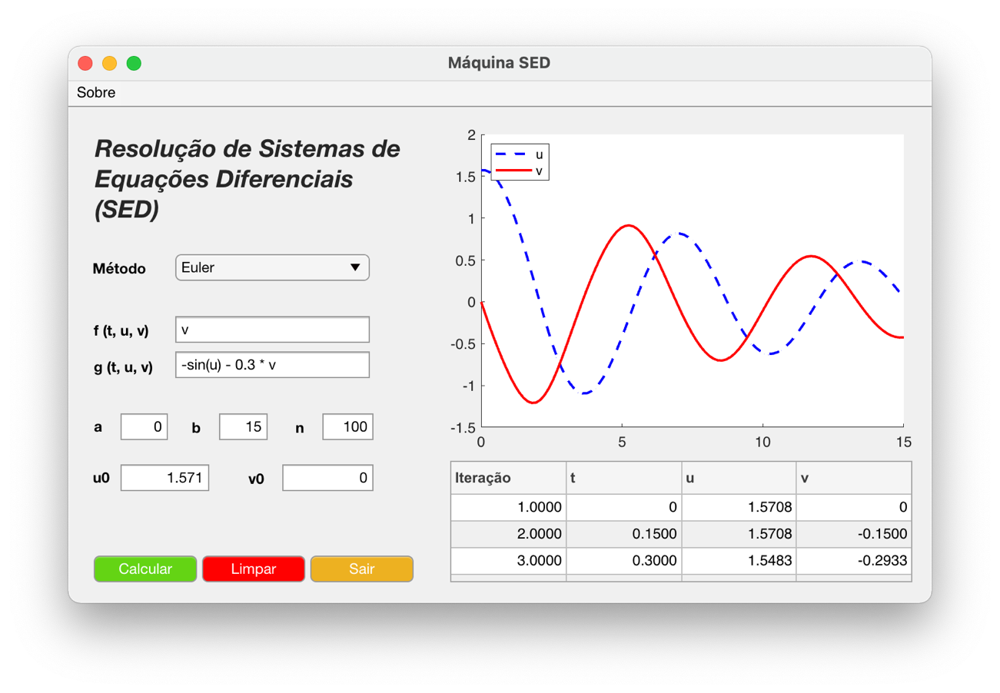 Máquina SED
Sobre
Resolução de Sistemas de
Equações Diferenciais
(SED)
Método Euler
f (t, u, v) v
g (t, u, v) -sin(u) - 0.3 * v
a 0 b 15 n 100
u0 1.571 v0 0
Calcular Limpar Sair
u
v
2
1.5
1
0.5
0
-0.5
-1
-1.5
0 5 10 15
Iteração t u v
1.0000 0 1.5708 0
2.0000 0.1500 1.5708 -0.1500
3.0000 0.3000 1.5483 -0.2933